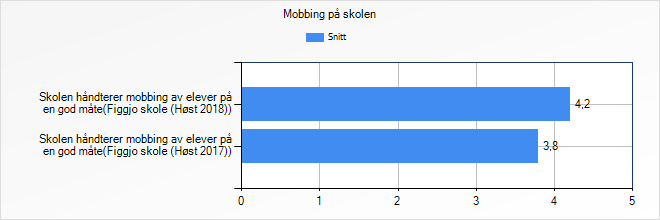 Mobbing på skolen
Snitt
Skolen håndterer mobbing av elever på
en god måte(Figgjo skole (Høst 2018))
4,2
Skolen håndterer mobbing av elever på
en god måte(Figgjo skole (Høst 2017))
3,8
0 1 2 3 4 5